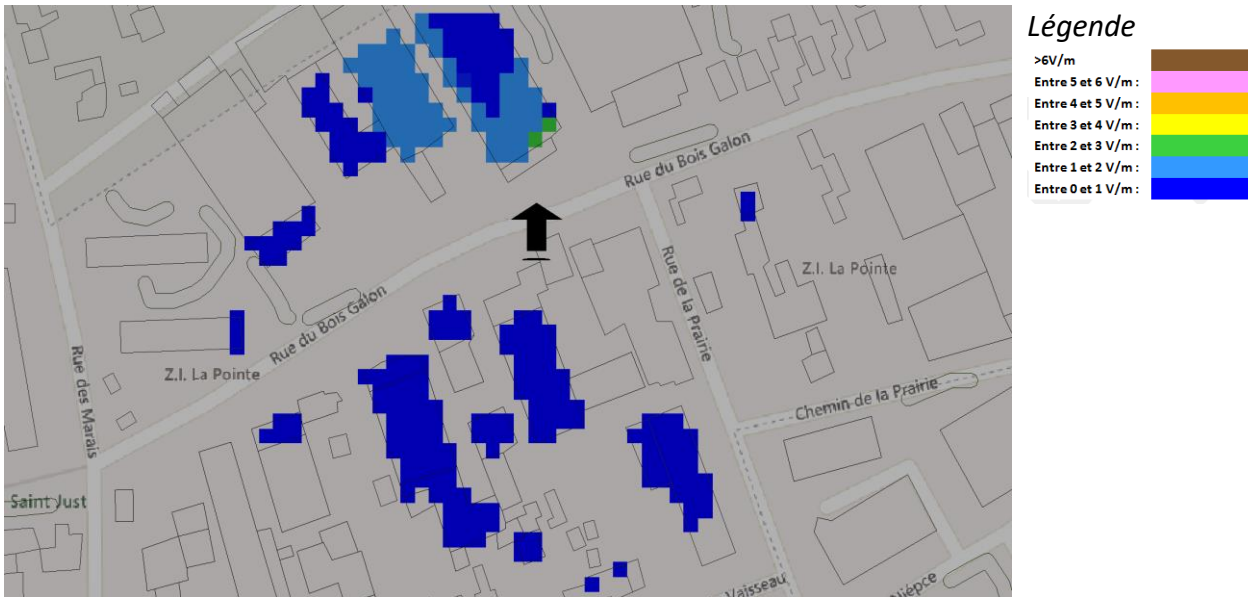 Légende
>6V/m
Entre 5 et 6 V/m :
Entre 4 et 5 V/m :
Entre 3 et 4 V/m :
Entre 2 et 3 V/m :
Entre 1 et 2 V/m :
Entre 0 et 1 V/m :
Rue du Bois Galon
Rue de la Prairie
Z.I. La Pointe
Rue du Bois Galon
Rue des Marais
Z.I. La Pointe
Chemin de la Prairie
Saint Just
Vaisseau